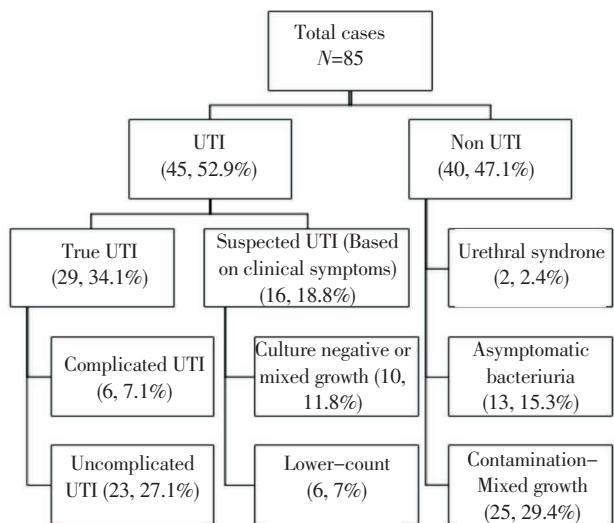 Total cases
N=85
UTI
(45, 52.9%)
Non UTI
(40, 47.1%)
True UTI
(29, 34.1%)
Suspected UTI (Based
on clinical symptoms)
(16, 18.8%)
Urethral syndrone
(2, 2.4%)
Complicated UTI
(6, 7.1%)
Culture negative or
mixed growth (10,
11.8%)
Asymptomatic
bacteriuria
(13, 15.3%)
Uncomplicated
UTI (23, 27.1%)
Lower-count
(6, 7%)
Contamination-
Mixed growth
(25, 29.4%)